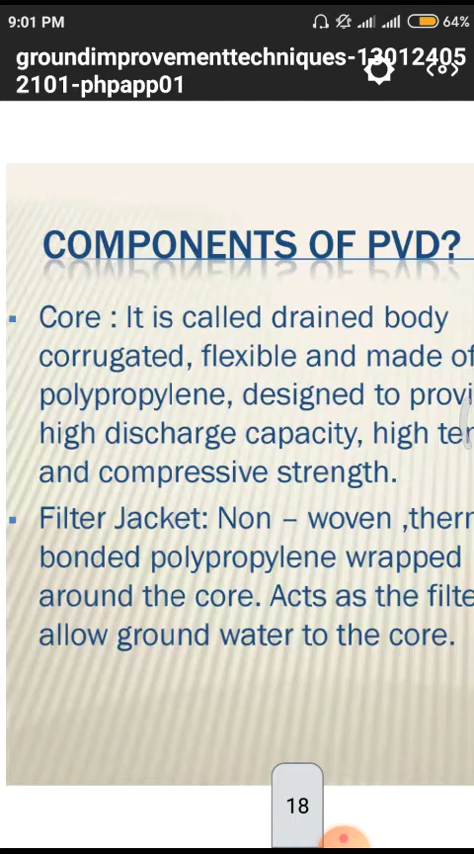 9:01 PM 64%
groundimprovementtechniques-13012405
2101-phpapp01
COMPONENTS OF PVD?
Core : It is called drained body
corrugated, flexible and made of
polypropylene, designed to provi
high discharge capacity, high ten
and compressive strength.
Filter Jacket: Non – woven ,therm
bonded polypropylene wrapped
around the core. Acts as the filte
allow ground water to the core.
18